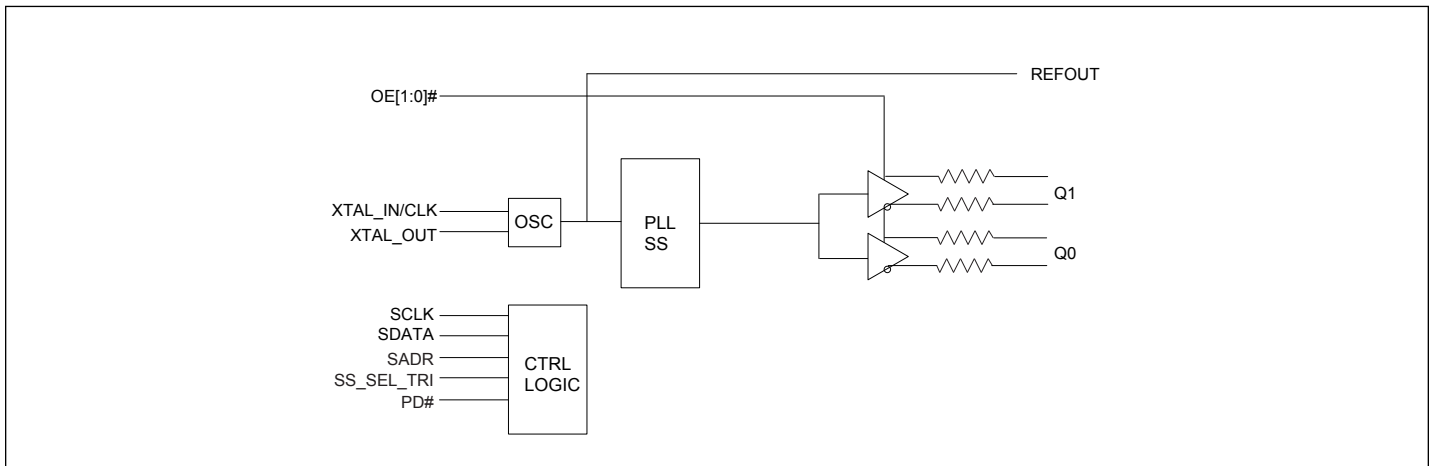 REFOUT
OE[1:0]#
Q1
XTAL_IN/CLK
OSC
PLL
SS
XTAL_OUT
Q0
SCLK
SDATA
SADR
SS_SEL_TRI
PD#
CTRL
LOGIC